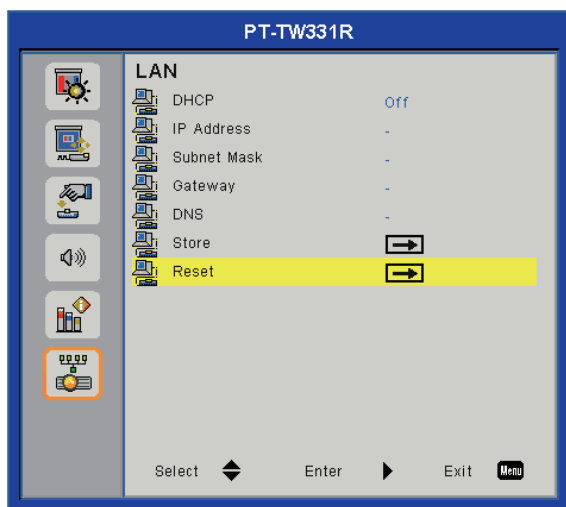 PT-TW331R
LAN
DHCP Off
IP Address -
Subnet Mask -
Gateway -
DNS -
Store
Reset
Select Enter Exit Menu